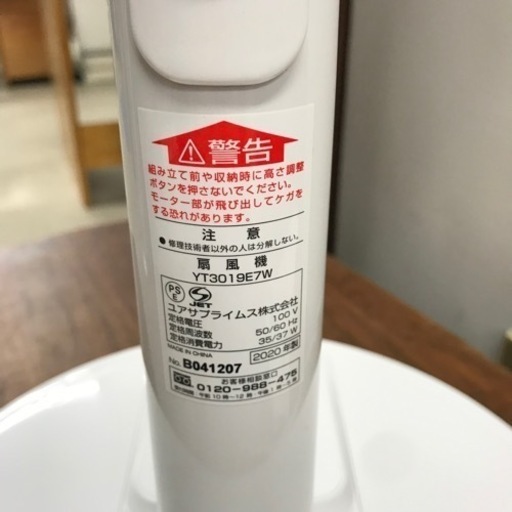 警告
組み立て前や収納時に高さ調整
ボタンを押さないでください。
モーター部が飛び出してケガを
する恐れがあります。
注意
● 修理技術者以外の人は分解しない。
扇風機
YT3019E7W
PS E JET
ユアサプライムス株式会社
定格電圧 100 V
定格周波数 50/60 Hz
定格消費電力 35/37 W
MADE IN CHINA 2020年製
No. B041207
お客様相談窓口
0120-988-475